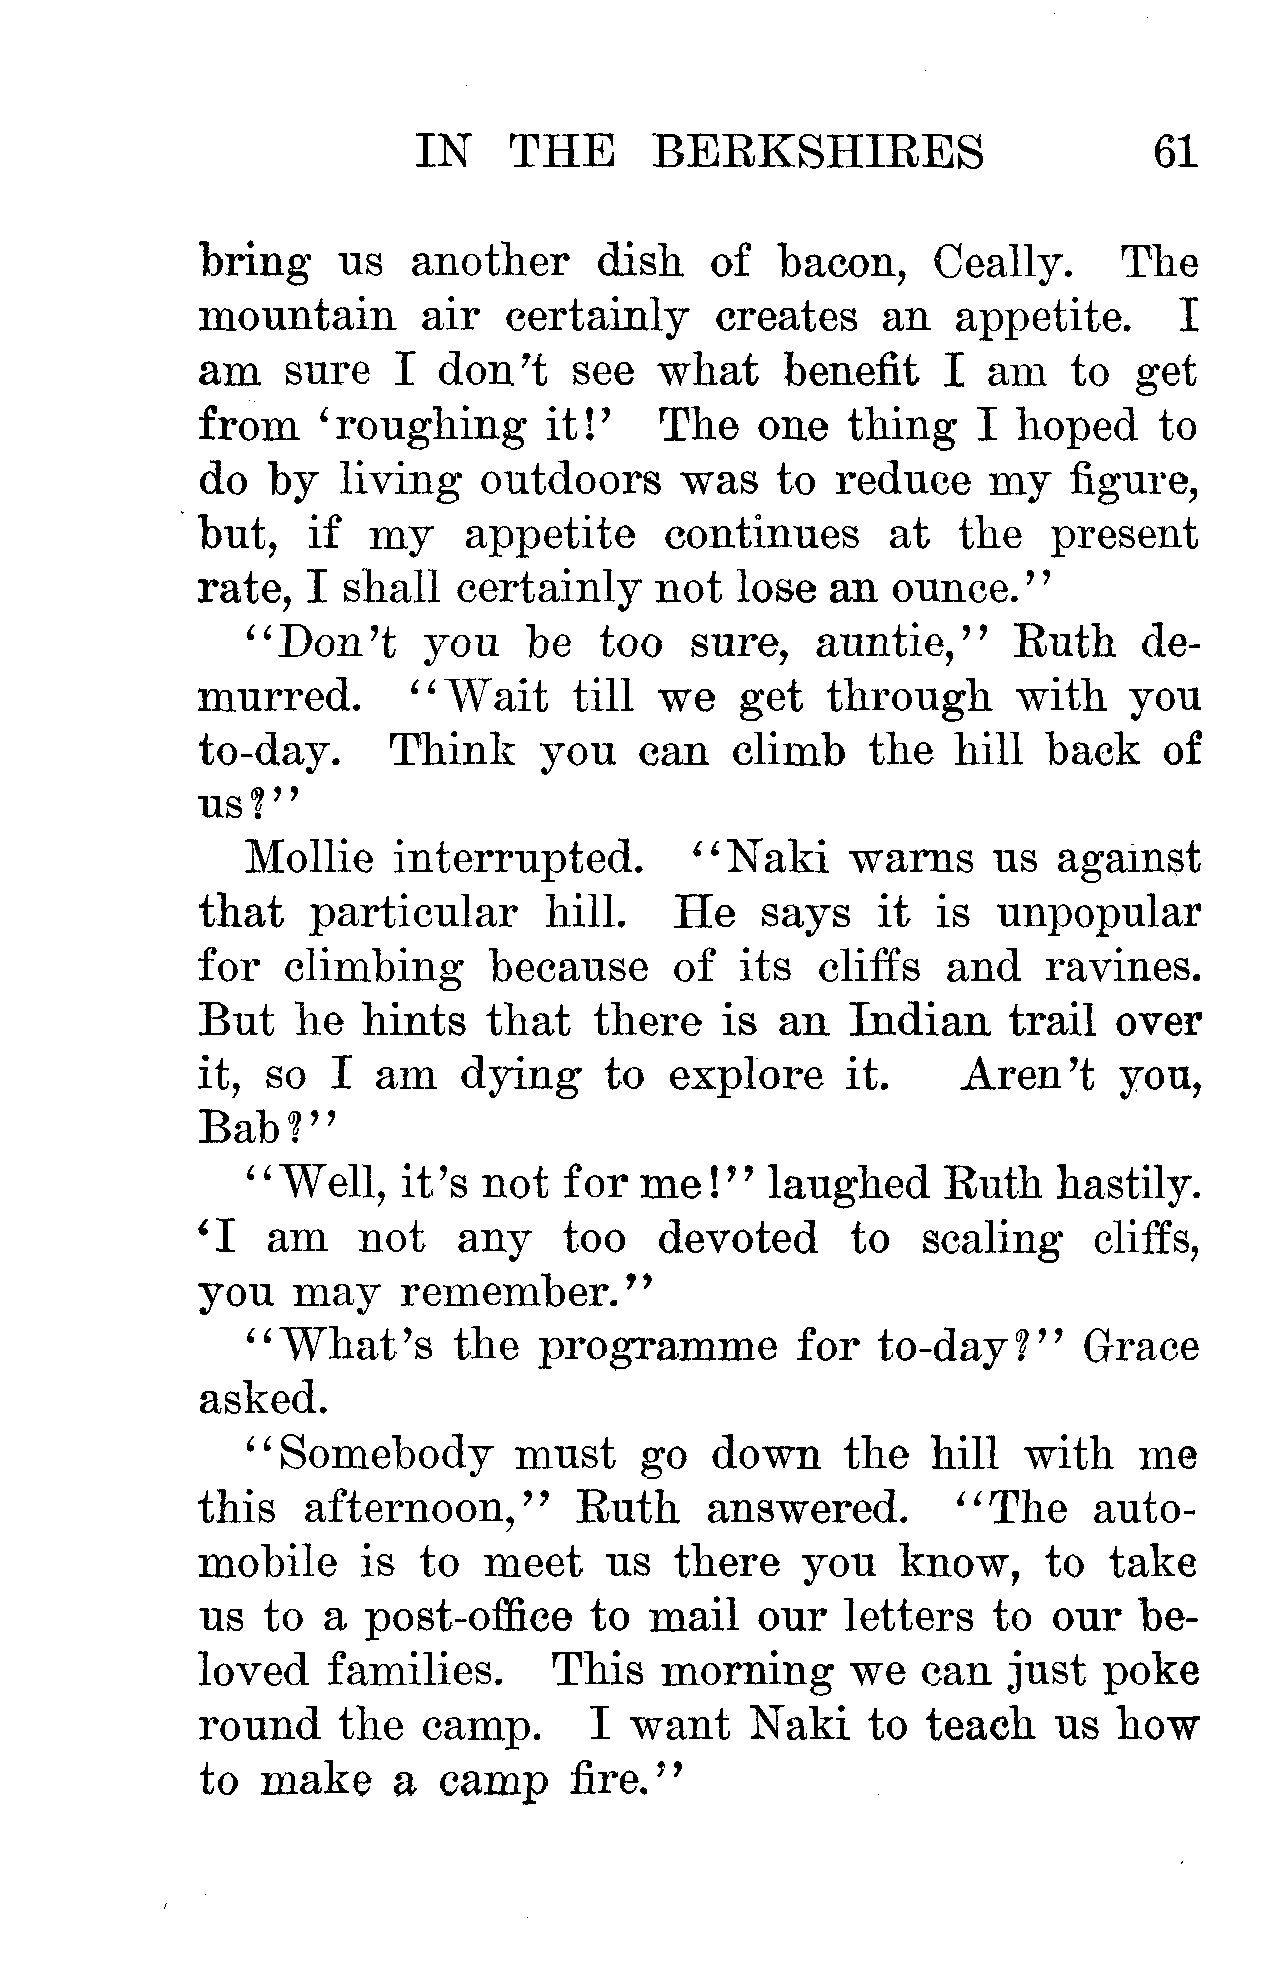 IN THE BERKSHIRES 61
bring us another dish of bacon, Ceally. The
mountain air certainly creates an appetite. I
am sure I don't see what benefit I am to get
from 'roughing it!' The one thing I hoped to
do by living outdoors was to reduce my figure,
but, if my appetite continues at the present
rate, I shall certainly not lose an ounce."
"Don't you be too sure, auntie," Ruth de-
murred. "Wait till we get through with you
to-day. Think you can climb the hill back of
us?"
Mollie interrupted. "Naki warns us against
that particular hill. He says it is unpopular
for climbing because of its cliffs and ravines.
But he hints that there is an Indian trail over
it, so I am dying to explore it. Aren't you,
Bab?"
"Well, it's not for me!" laughed Ruth hastily.
'I am not any too devoted to scaling cliffs,
you may remember."
"What's the programme for to-day?" Grace
asked.
"Somebody must go down the hill with me
this afternoon," Ruth answered. "The auto-
mobile is to meet us there you know, to take
us to a post-office to mail our letters to our be-
loved families. This morning we can just poke
round the camp. I want Naki to teach us how
to make a camp fire."